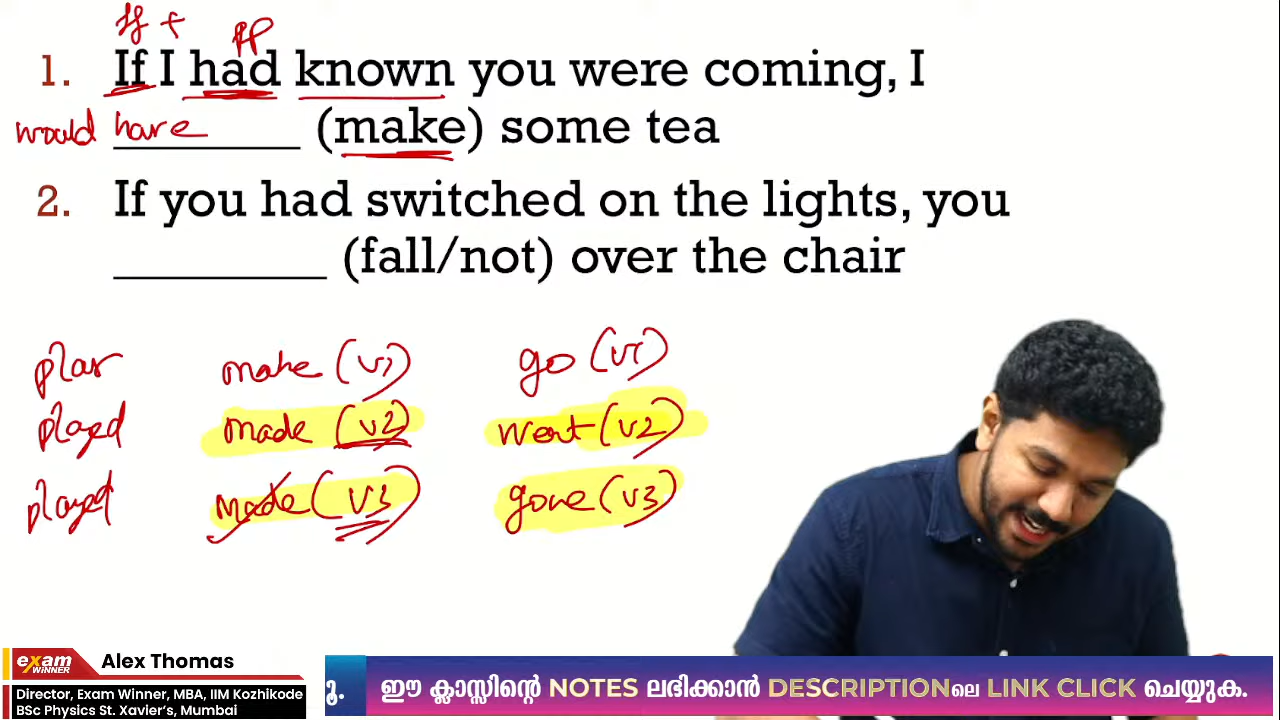 If + pp
1. If I had known you were coming, I
would have ________ (make) some tea
2. If you had switched on the lights, you
_________ (fall/not) over the chair
play make (V1) go (V1)
played made (V2) went (V2)
played made (V3) gone (V3)
exam WINNER Alex Thomas
Director, Exam Winner, MBA, IIM Kozhikode
BSc Physics St. Xavier's, Mumbai
ൂ. ഈ ക്ലാസ്സിന്റെ NOTES ലഭിക്കാൻ DESCRIPTIONലെ LINK CLICK ചെയ്യുക.